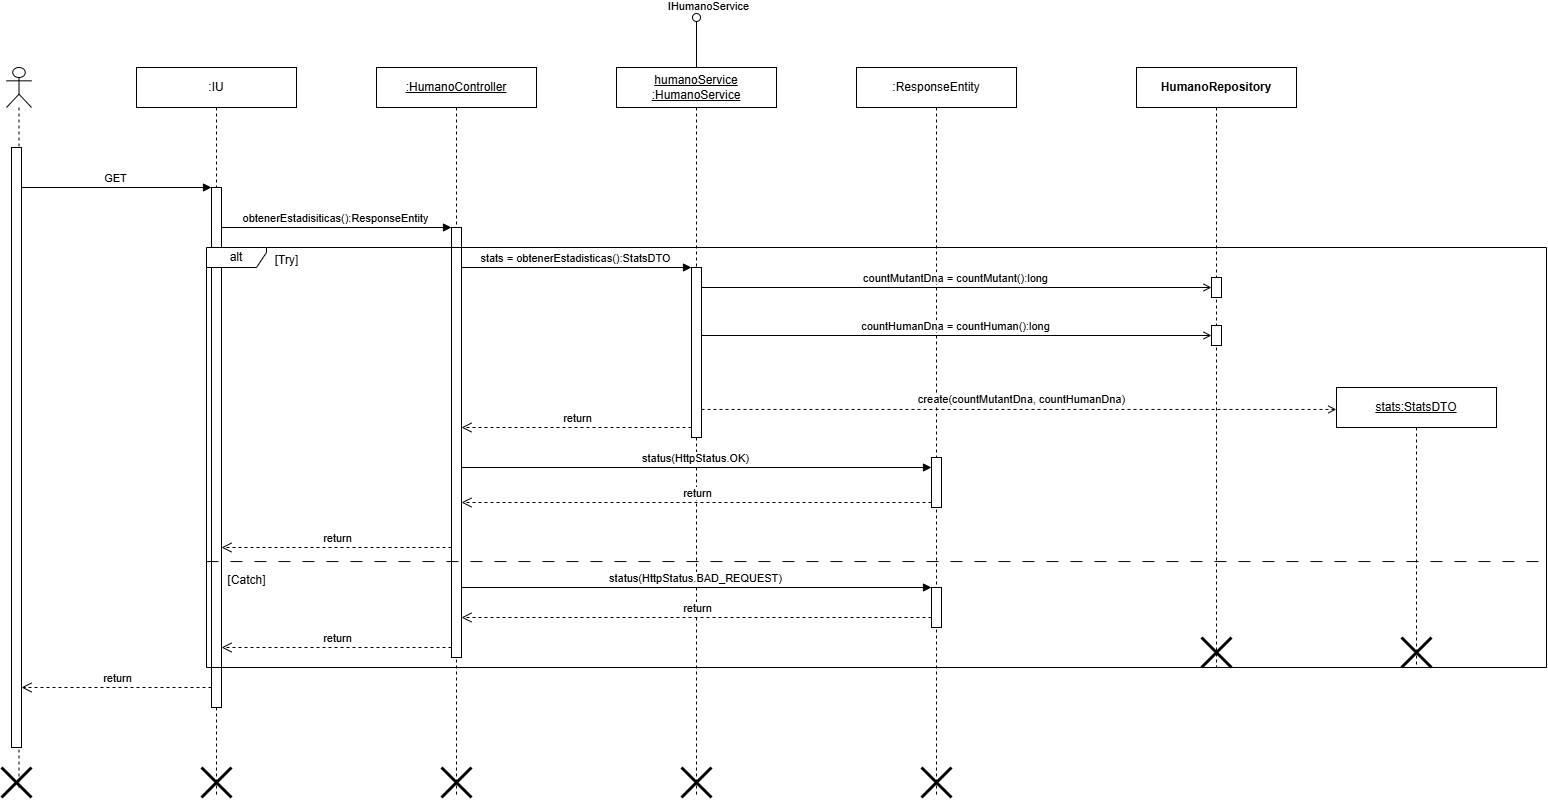 IHumanoService
:IU
:HumanoController
humanoService
:HumanoService
:ResponseEntity
HumanoRepository
GET
obtenerEstadisiticas():ResponseEntity
alt
[Try]
stats = obtenerEstadisticas():StatsDTO
countMutantDna = countMutant():long
countHumanDna = countHuman():long
create(countMutantDna, countHumanDna)
stats:StatsDTO
return
status(HttpStatus.OK)
return
return
[Catch]
status(HttpStatus.BAD_REQUEST)
return
return
return